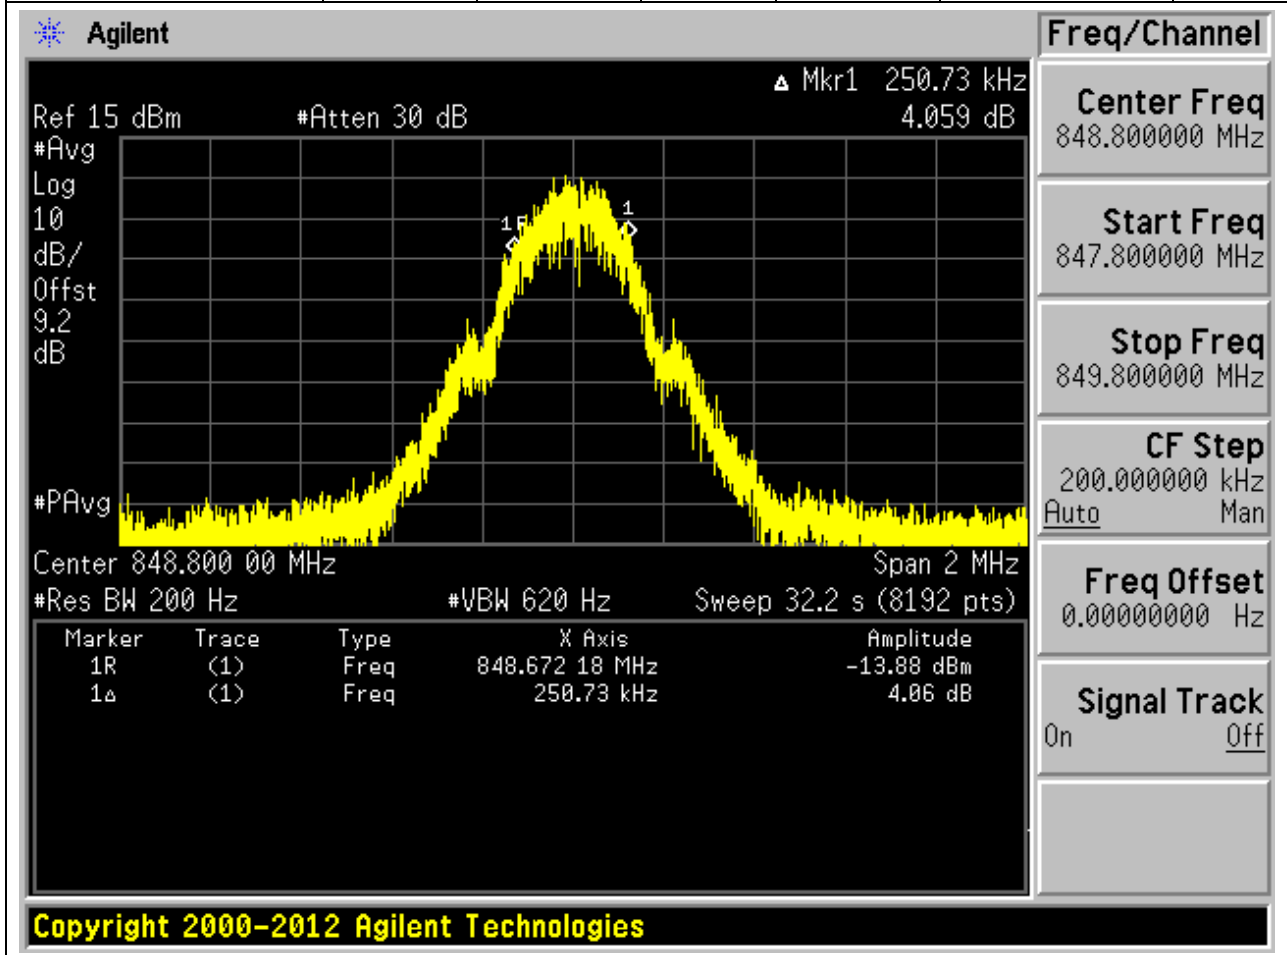 Agilent
Freq/Channel
▵ Mkr1 250.73 kHz
Ref 15 dBm #Atten 30 dB 4.059 dB
#Avg
Log
10
dB/
Offst
9.2
dB
#PAvg
1R
1
Center 848.800 00 MHz Span 2 MHz
#Res BW 200 Hz #VBW 620 Hz Sweep 32.2 s (8192 pts)
Marker Trace Type X Axis Amplitude
1R (1) Freq 848.672 18 MHz -13.88 dBm
1▵ (1) Freq 250.73 kHz 4.06 dB
Center Freq
848.800000 MHz
Start Freq
847.800000 MHz
Stop Freq
849.800000 MHz
CF Step
200.000000 kHz
Auto Man
Freq Offset
0.00000000 Hz
Signal Track
On Off
Copyright 2000-2012 Agilent Technologies